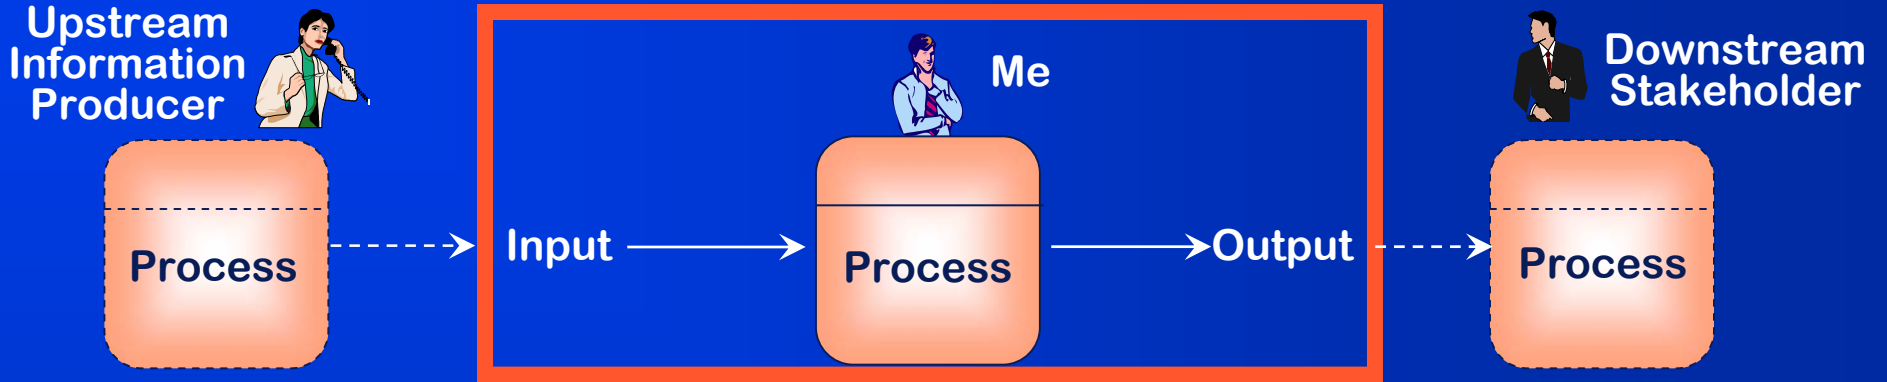 Upstream
Information
Producer
Process
Input
Me
Process
Output
Downstream
Stakeholder
Process